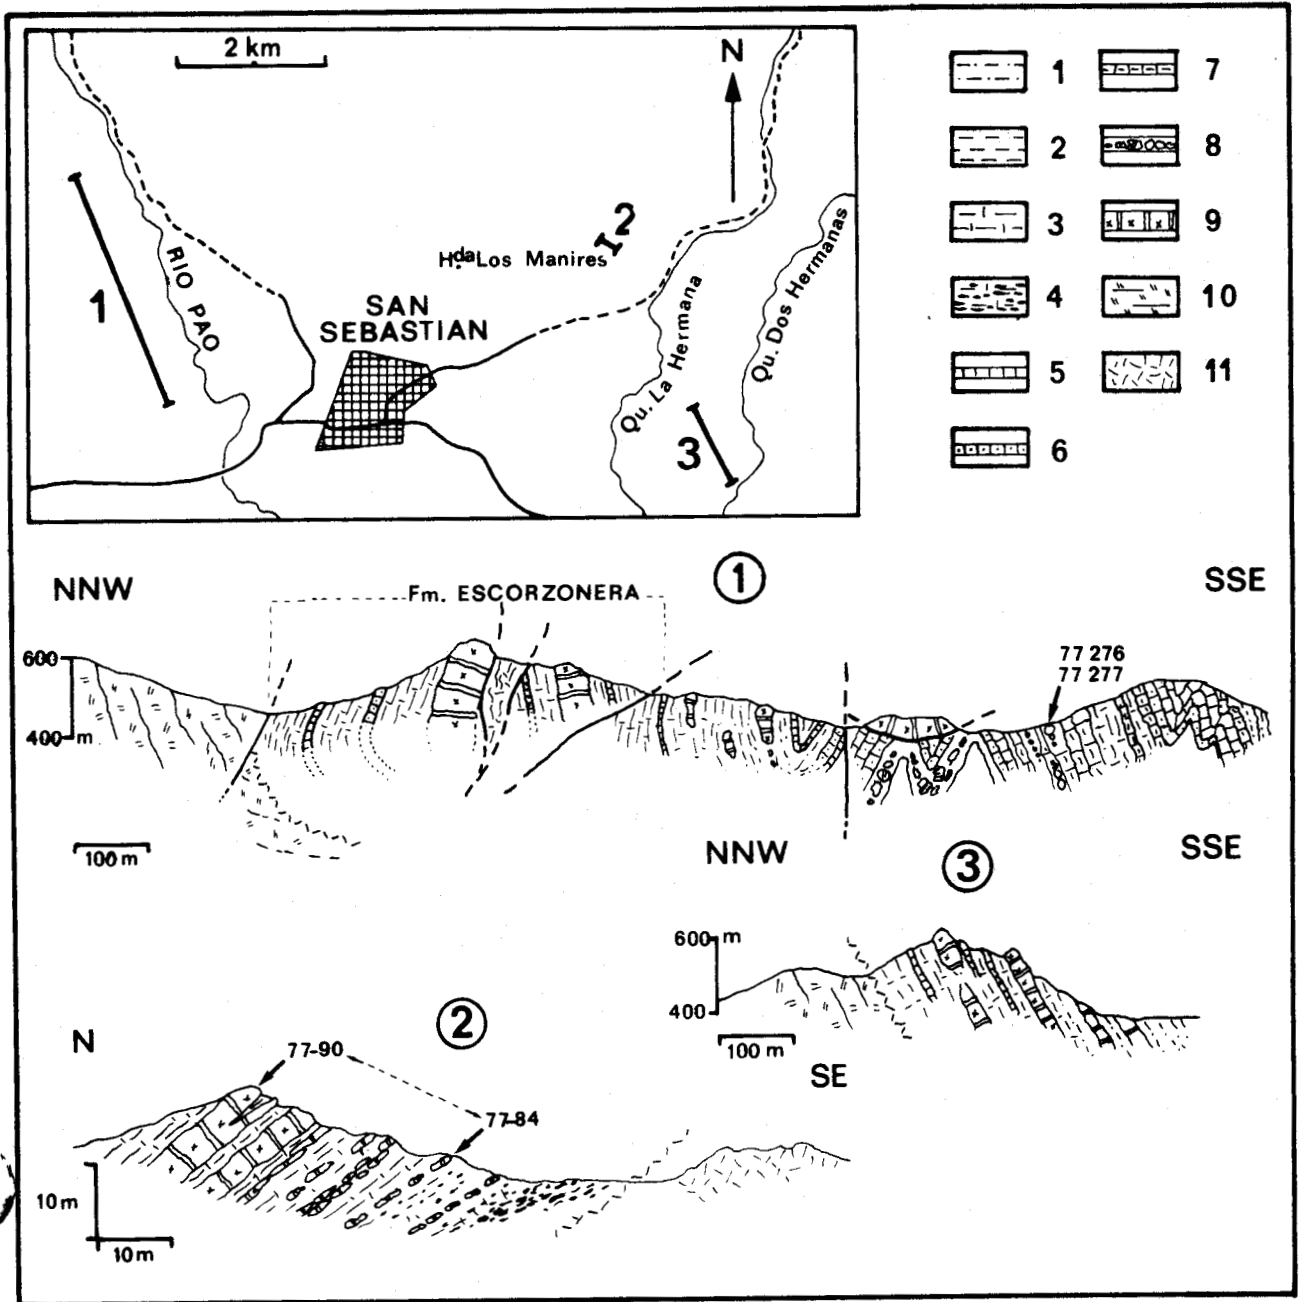 2 km
N
1
RIO PAO
SAN
SEBASTIAN
Hda Los Manires
2
Qu. La Hermana
Qu. Dos Hermanas
3
1
2
3
4
5
6
7
8
9
10
11
1
NNW
SSE
Fm. ESCORZONERA
600
400 m
77 276
77 277
100 m
3
NNW
SSE
600 m
400
100 m
2
N
SE
77-90
77-84
10 m
10 m